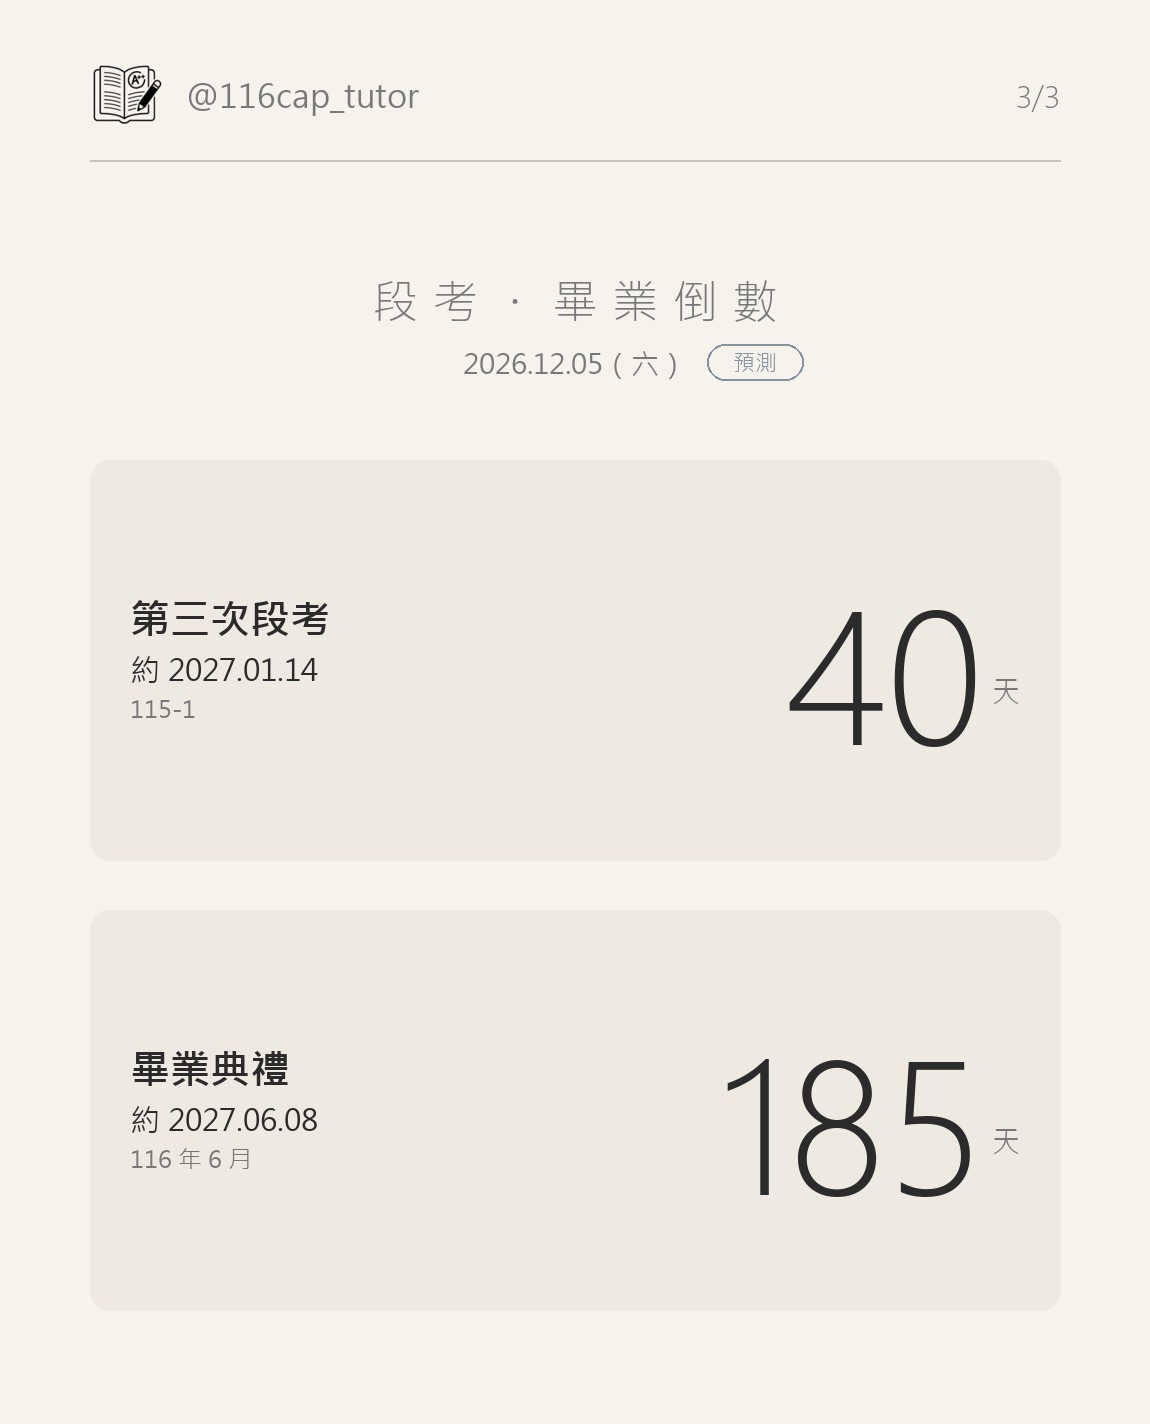 A++
@116cap_tutor
3/3
段考 · 畢業倒數
2026.12.05（六）
預測
第三次段考
約 2027.01.14
115-1
40 天
畢業典禮
約 2027.06.08
116 年 6 月
185 天